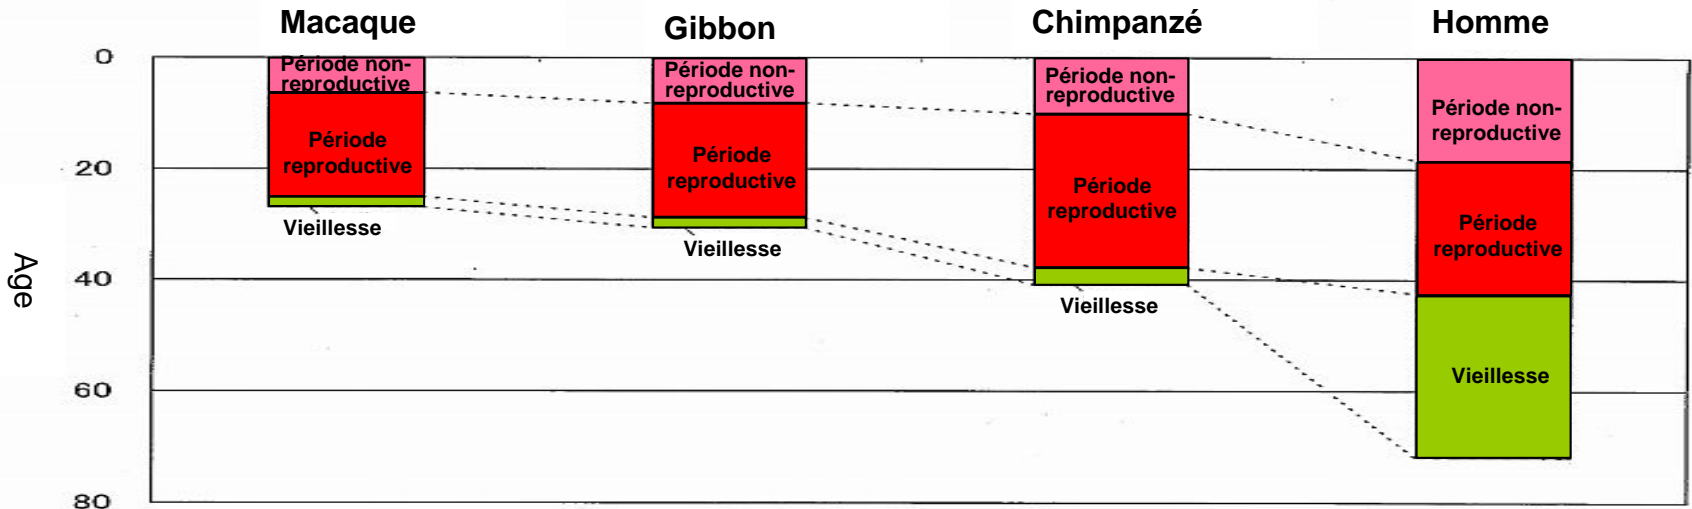 Macaque
Gibbon
Chimpanzé
Homme
Age
0
20
40
60
80
Période non-
reproductive
Période
reproductive
Vieillesse
Période non-
reproductive
Période
reproductive
Vieillesse
Période non-
reproductive
Période
reproductive
Vieillesse
Période non-
reproductive
Période
reproductive
Vieillesse